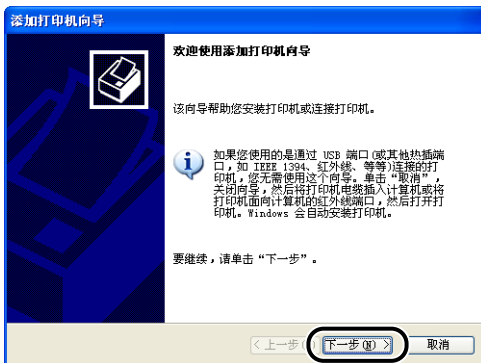 添加打印机向导
欢迎使用添加打印机向导
该向导帮助您安装打印机或连接打印机。
如果您使用的是通过 USB 端口(或其他热插端
口，如 IEEE 1394、红外线、等等)连接的打
印机，您无需使用这个向导。单击“取消”，
关闭向导，然后将打印机电缆插入计算机或将
打印机面向计算机的红外线端口，然后打开打
印机。Windows 会自动安装打印机。
要继续，请单击“下一步”。
<上一步( 下一步(N) > 取消